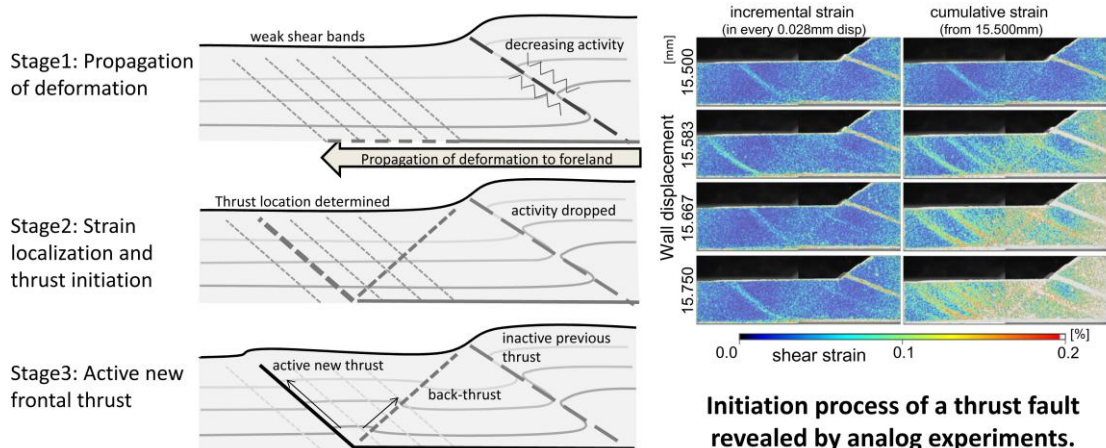 Stage1: Propagation
of deformation
weak shear bands
decreasing activity
Propagation of deformation to foreland
Stage2: Strain
localization and
thrust initiation
Thrust location determined
activity dropped
Stage3: Active new
frontal thrust
active new thrust
back-thrust
inactive previous
thrust
incremental strain
(in every 0.028mm disp)
cumulative strain
(from 15.500mm)
[mm]
Wall displacement
15.500
15.583
15.667
15.750
0.0
shear strain
0.1
0.2
[%]
Initiation process of a thrust fault
revealed by analog experiments.